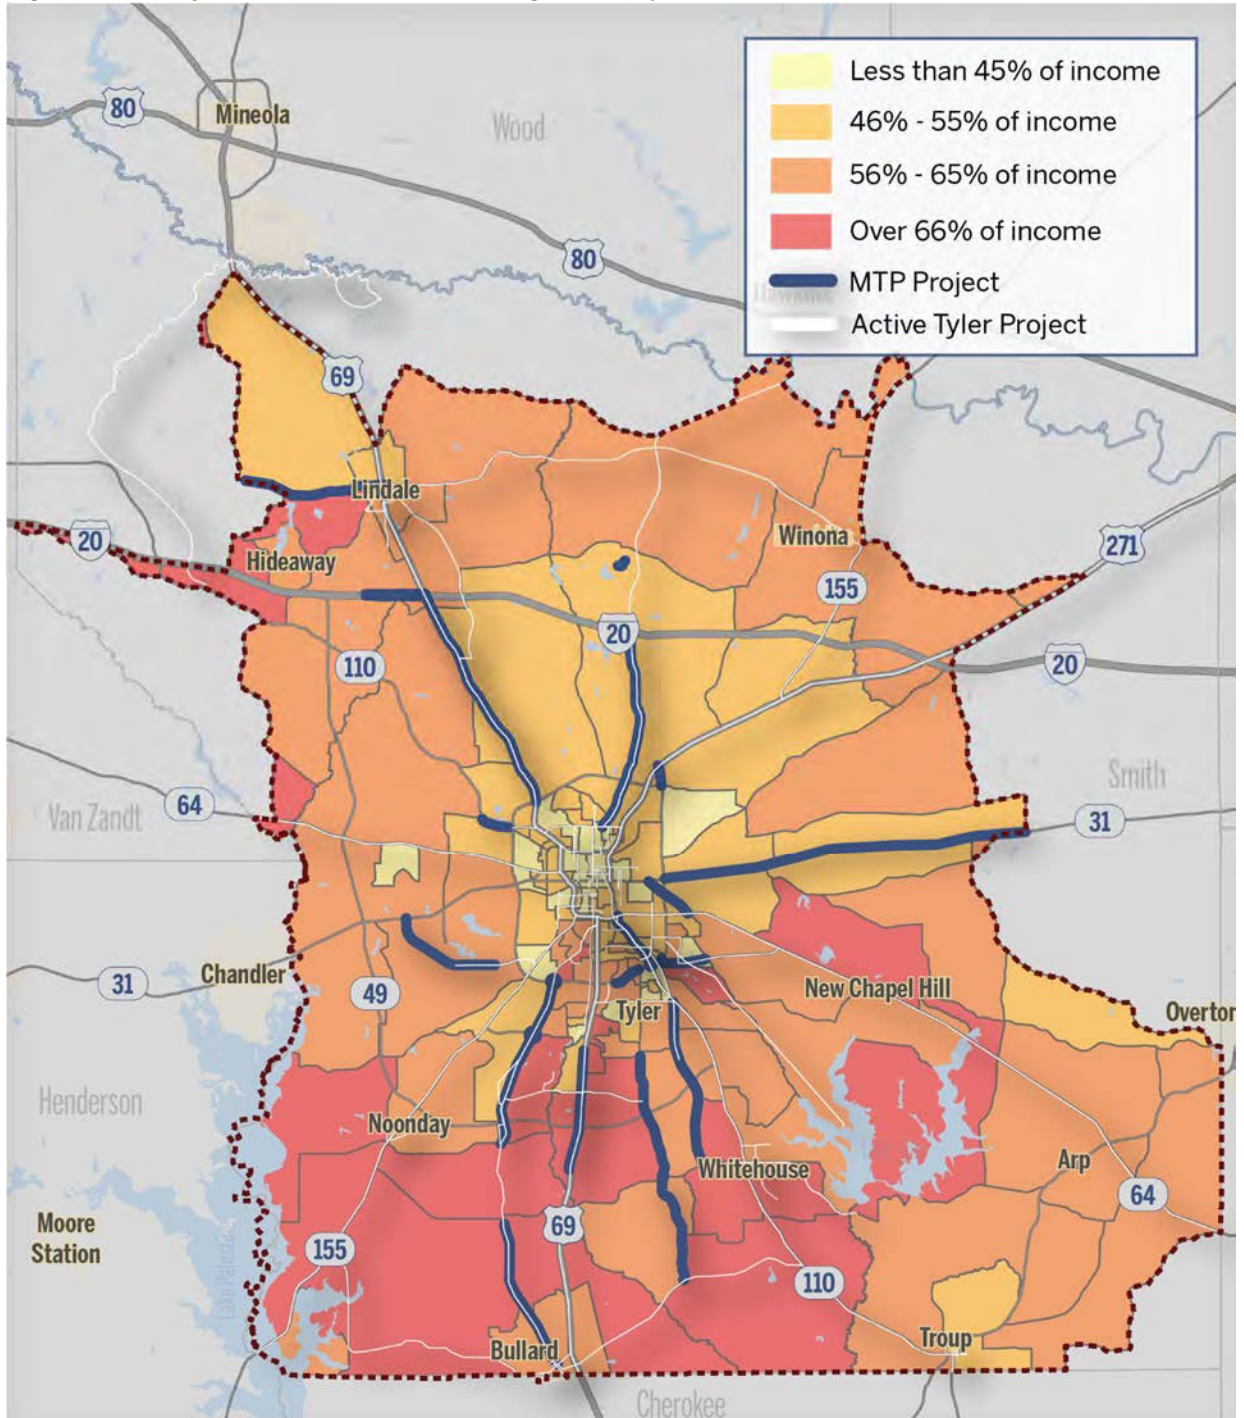 Less than 45% of income
46% - 55% of income
56% - 65% of income
Over 66% of income
MTP Project
Active Tyler Project
80
Mineola
Wood
80
69
Lindale
20
Hideaway
Winona
271
155
20
20
110
Smith
64
Van Zandt
31
31
Chandler
49
New Chapel Hill
Tyler
Overton
Henderson
Noonday
Whitehouse
Arp
64
Moore
Station
69
155
Lake Palestine
110
Troup
Bullard
Cherokee